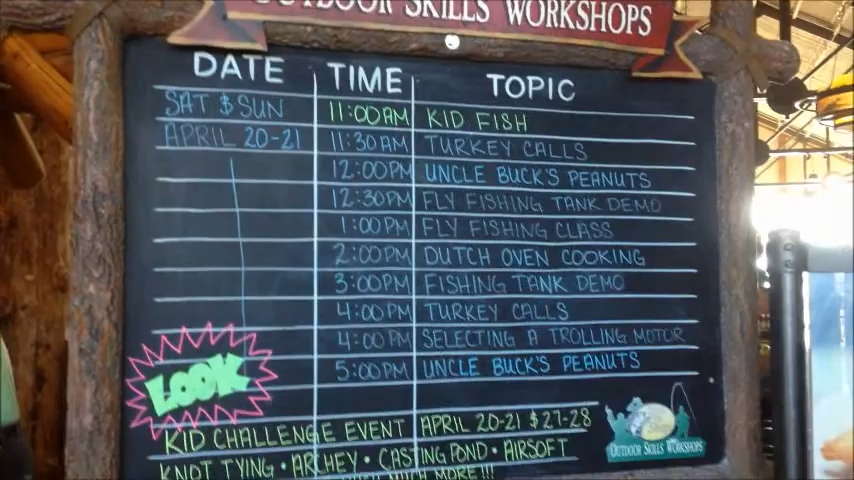 OUTDOOR SKILLS WORKSHOPS
DATE TIME TOPIC
SAT $ SUN 11:00AM KID FISH
APRIL 20-21 11:30AM TURKEY CALLS
12:00PM UNCLE BUCK'S PEANUTS
12:30PM FLY FISHING TANK DEMO
1:00PM FLY FISHING CLASS
2:00PM DUTCH OVEN COOKING
3:00PM FISHING TANK DEMO
4:00PM TURKEY CALLS
4:00PM SELECTING A TROLLING MOTOR
5:00PM UNCLE BUCK'S PEANUTS
LOOK
KID CHALLENGE EVENT APRIL 20-21 $ 27-28
KNOT TYING • ARCHEY • CASTING POND • AIRSOFT
MUCH MORE!!!
OUTDOOR SKILLS WORKSHOPS